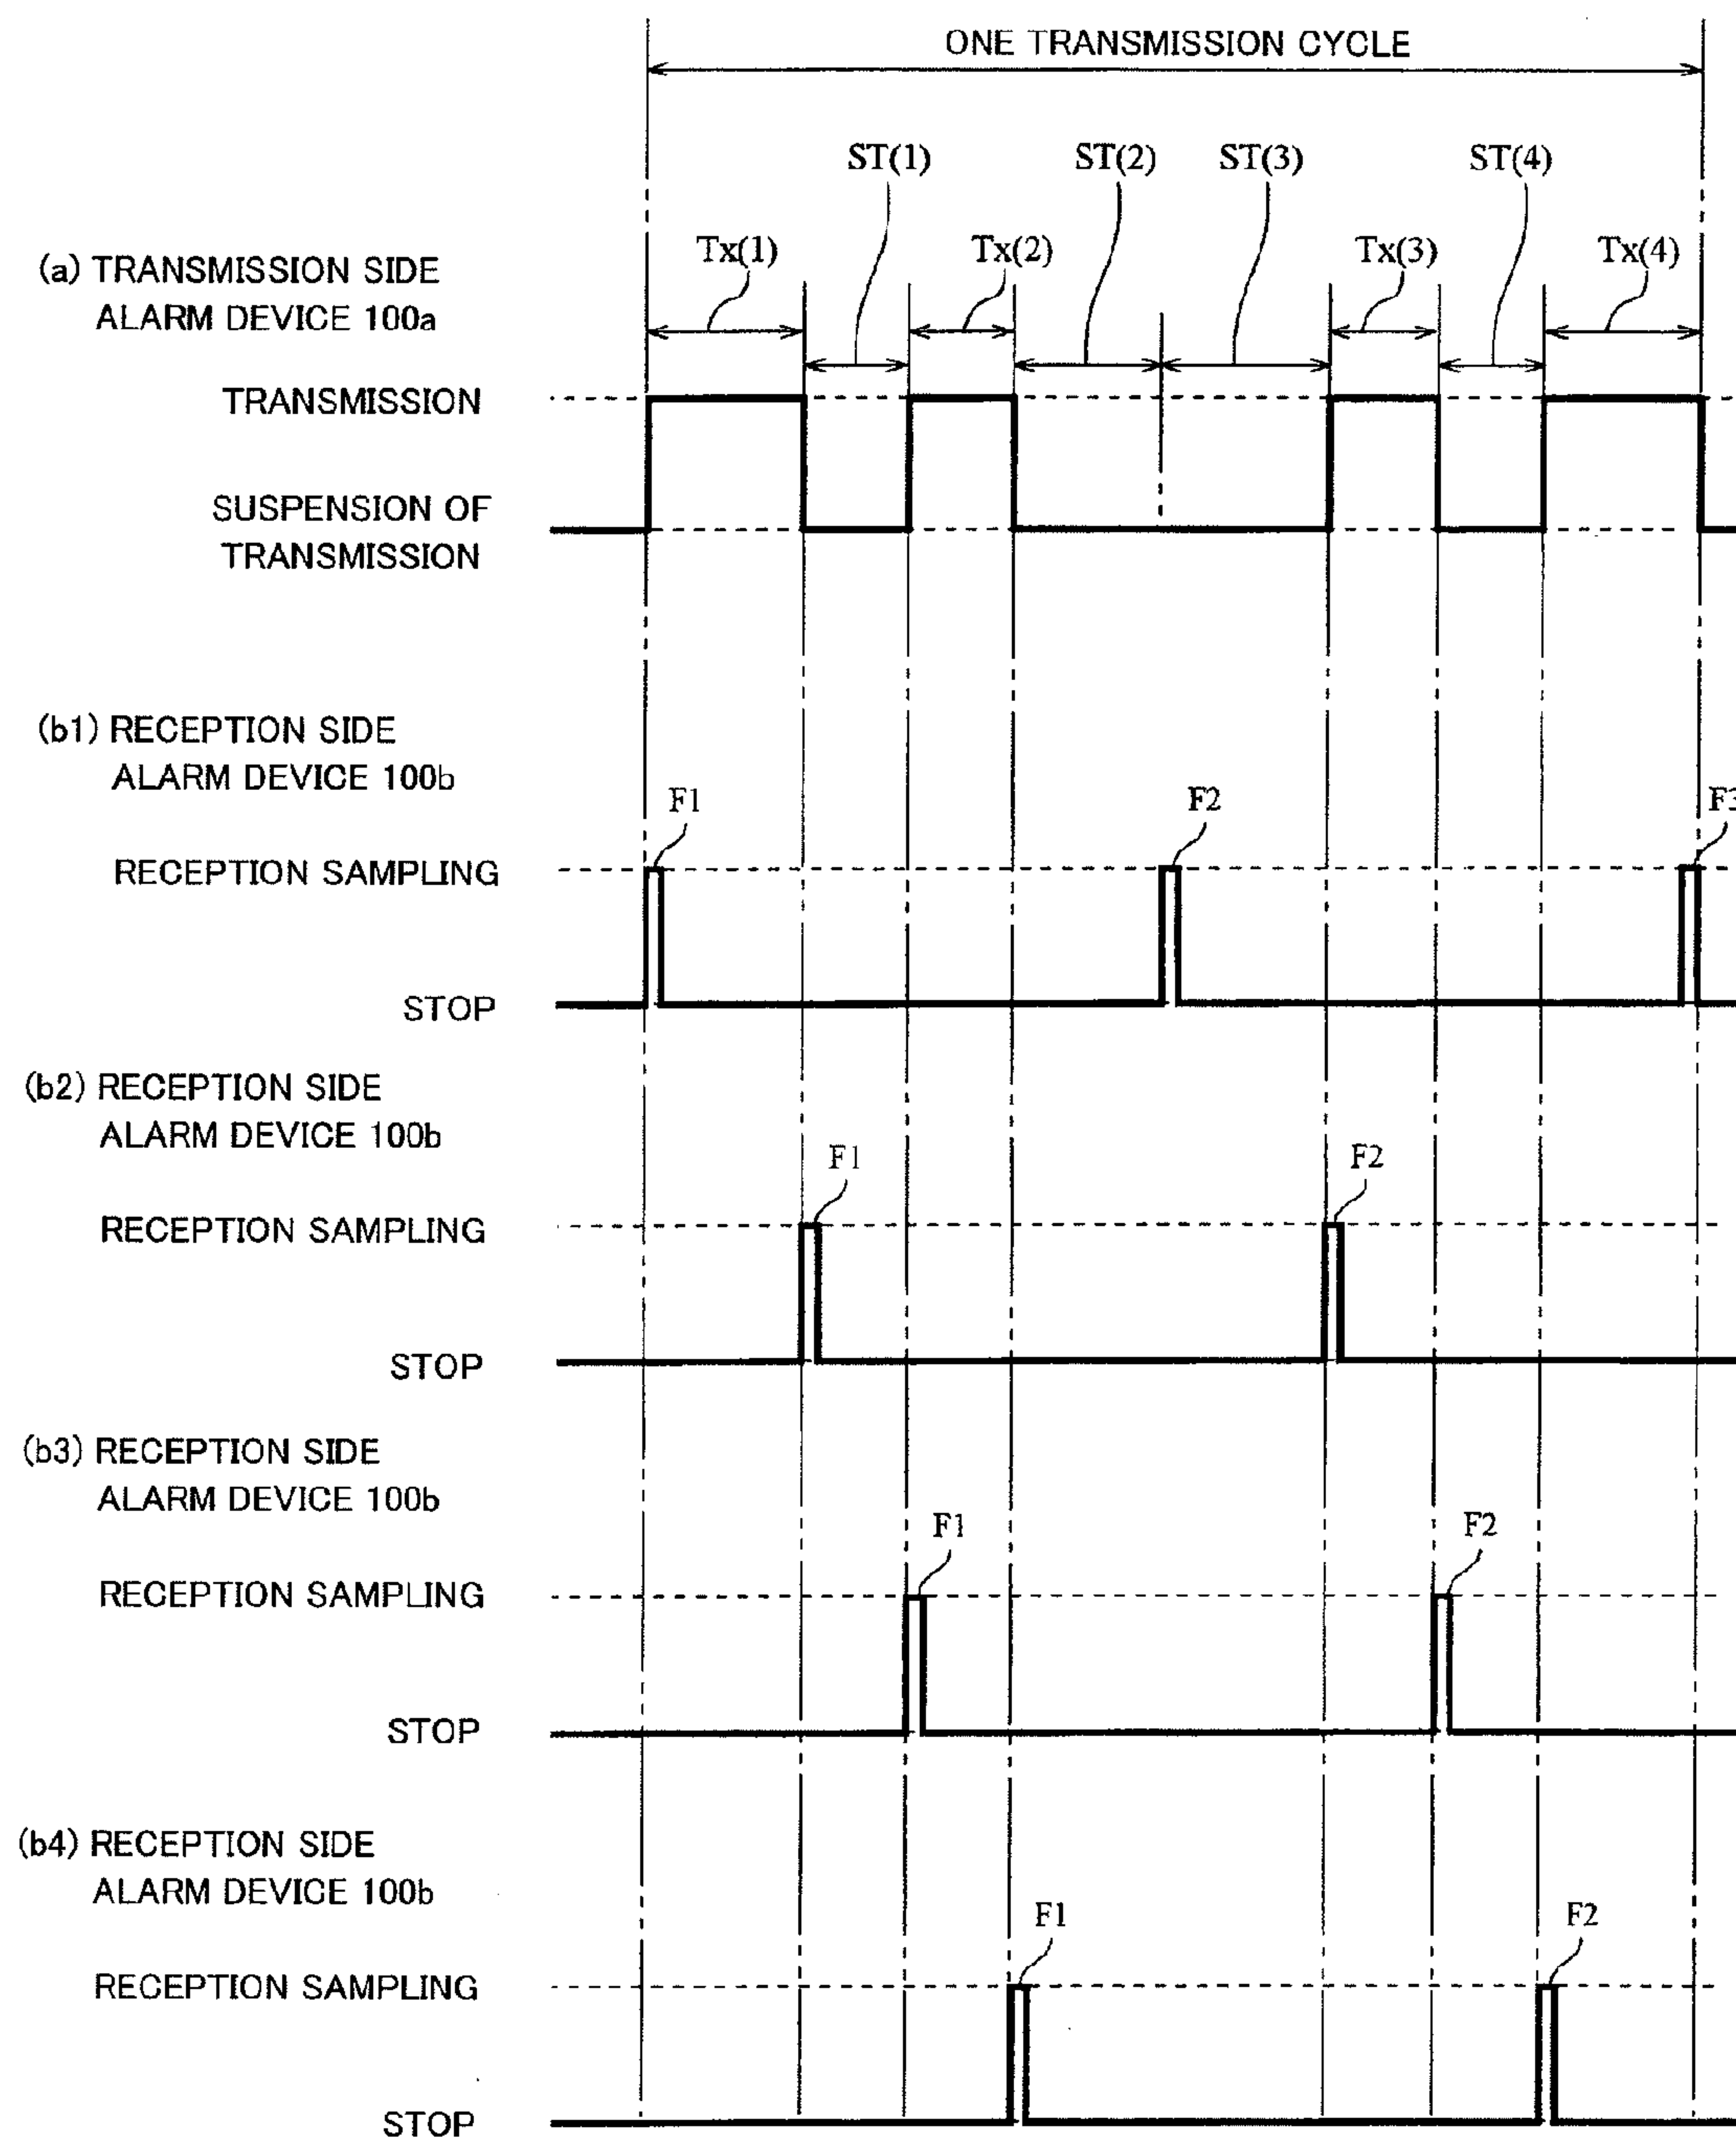 ONE TRANSMISSION CYCLE
ST(1) ST(2) ST(3) ST(4)
Tx(1) Tx(2) Tx(3) Tx(4)
(a) TRANSMISSION SIDE
ALARM DEVICE 100a
TRANSMISSION
SUSPENSION OF
TRANSMISSION
(b1) RECEPTION SIDE
ALARM DEVICE 100b
F1 F2 F3
RECEPTION SAMPLING
STOP
(b2) RECEPTION SIDE
ALARM DEVICE 100b
F1 F2
RECEPTION SAMPLING
STOP
(b3) RECEPTION SIDE
ALARM DEVICE 100b
F1 F2
RECEPTION SAMPLING
STOP
(b4) RECEPTION SIDE
ALARM DEVICE 100b
F1 F2
RECEPTION SAMPLING
STOP